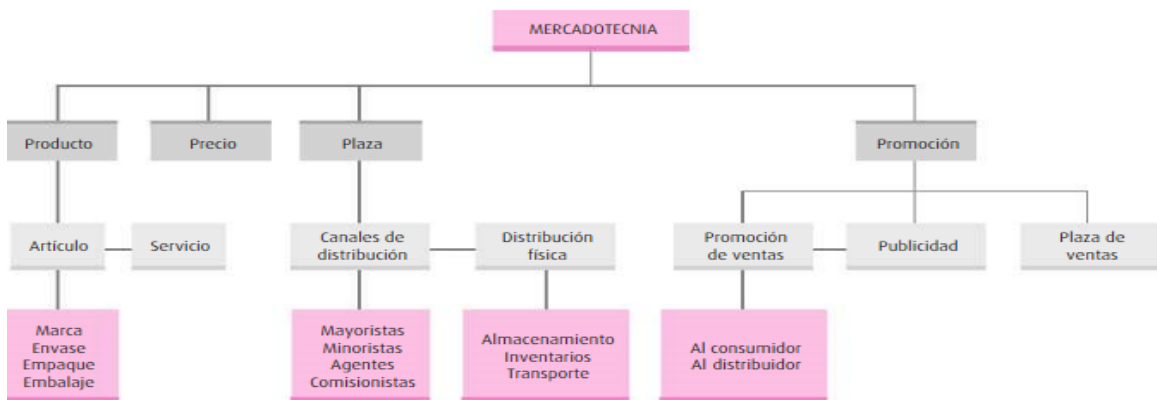 MERCADOTECNIA
Producto
Precio
Plaza
Promoción
Artículo
Servicio
Canales de
distribución
Distribución
física
Promoción
de ventas
Publicidad
Plaza de
ventas
Marca
Envase
Empaque
Embalaje
Mayoristas
Minoristas
Agentes
Comisionistas
Almacenamiento
Inventarios
Transporte
Al consumidor
Al distribuidor